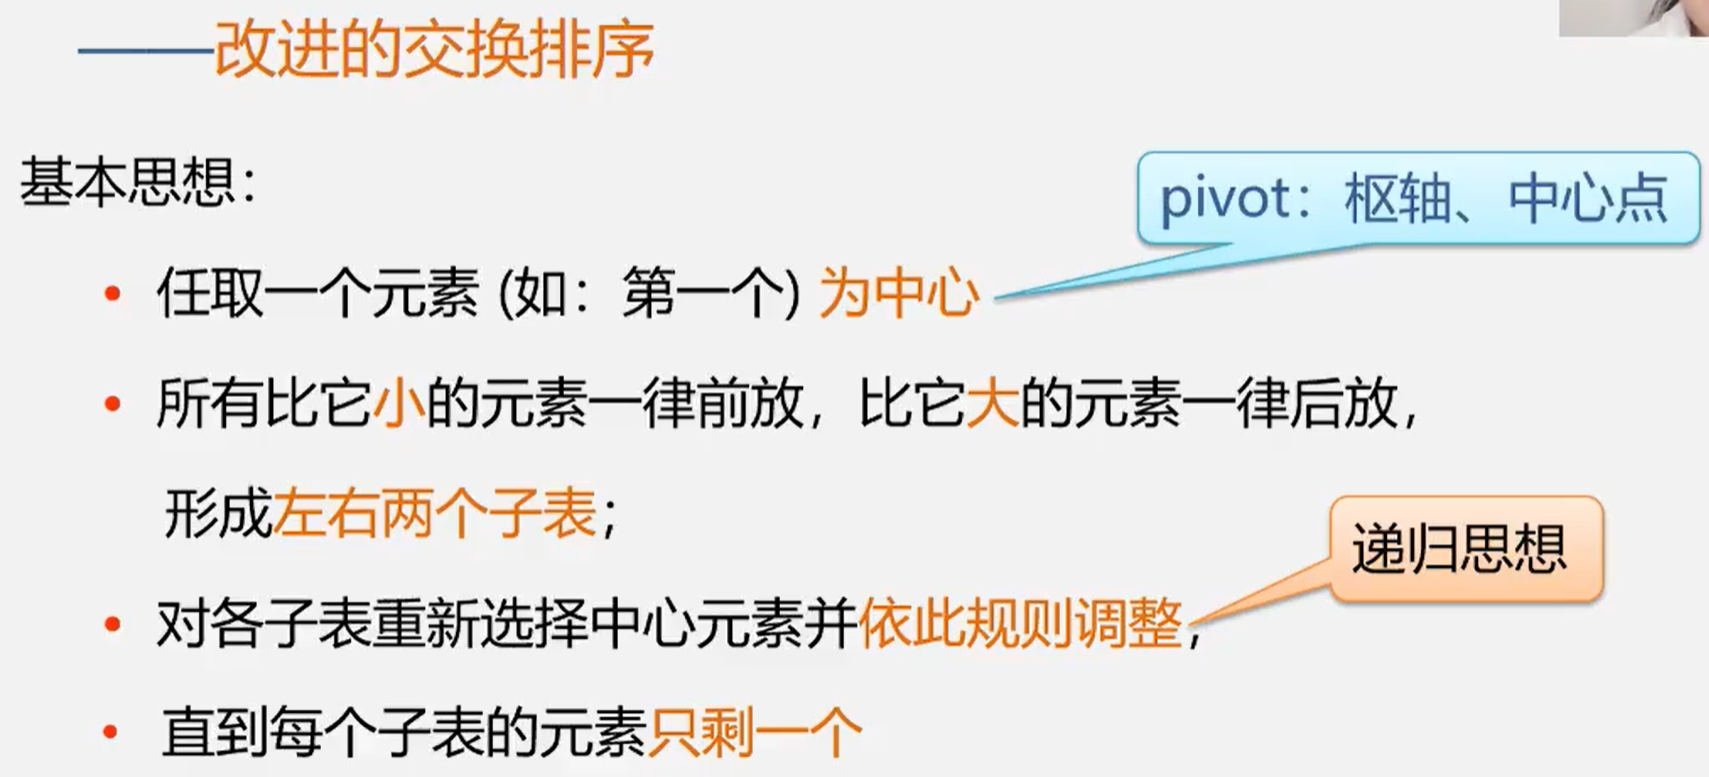 ——改进的交换排序
基本思想：
pivot：枢轴、中心点
• 任取一个元素 (如：第一个) 为中心
• 所有比它小的元素一律前放，比它大的元素一律后放，
形成左右两个子表；
递归思想
• 对各子表重新选择中心元素并依此规则调整，
• 直到每个子表的元素只剩一个